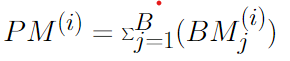 PM^{(i)} = Σ_{j=1}^{B}(BM_j^{(i)})